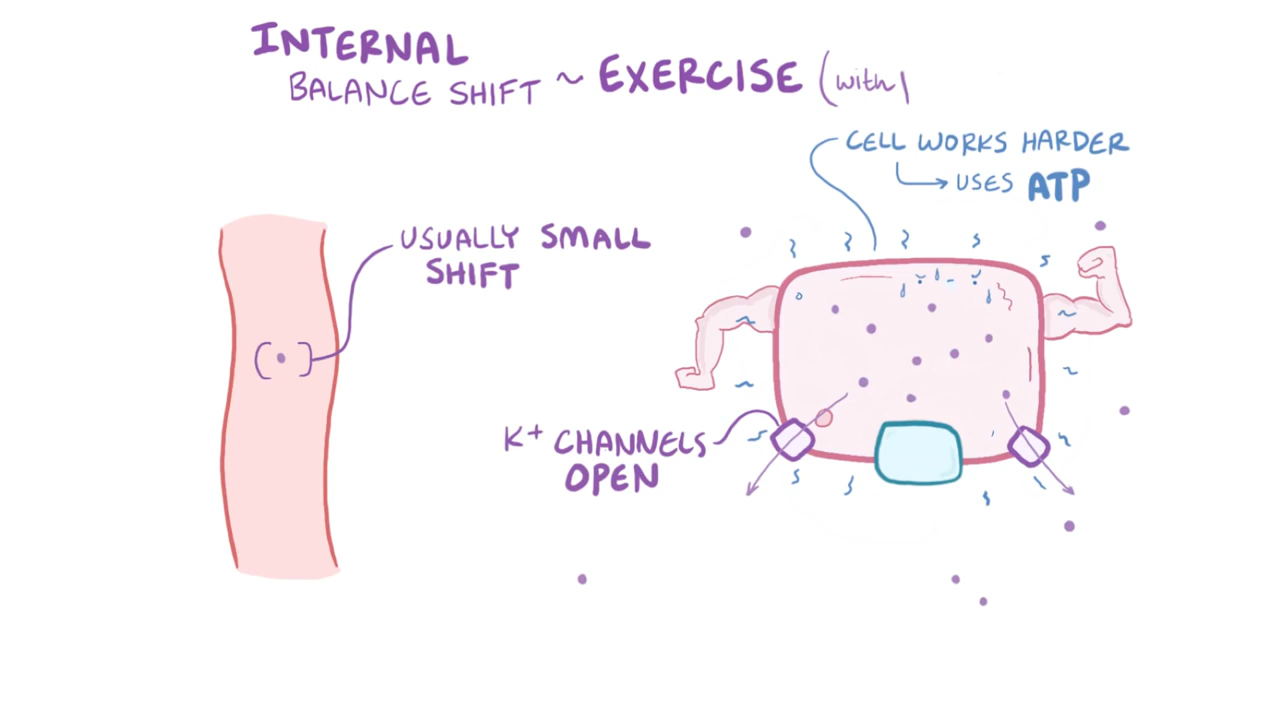 INTERNAL
BALANCE SHIFT ~ EXERCISE (with
CELL WORKS HARDER
USES ATP
USUALLY SMALL
SHIFT
K+ CHANNELS
OPEN